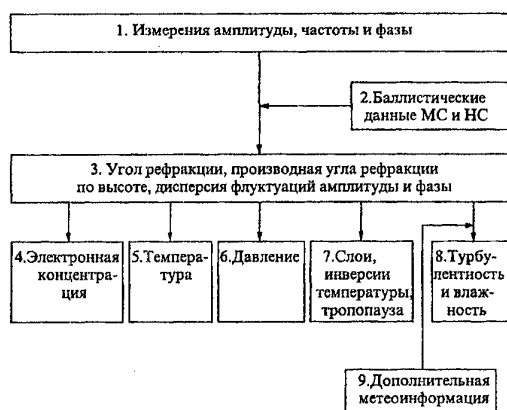 1. Измерения амплитуды, частоты и фазы
2.Баллистические
данные МС и НС
3. Угол рефракции, производная угла рефракции
по высоте, дисперсия флуктуаций амплитуды и фазы
4.Электронная
концентра-
ция
5.Темпера-
тура
6.Давление
7.Слои,
инверсии
температуры,
тропопауза
8.Турбу-
лентность
и влаж-
ность
9.Дополнительная
метеоинформация